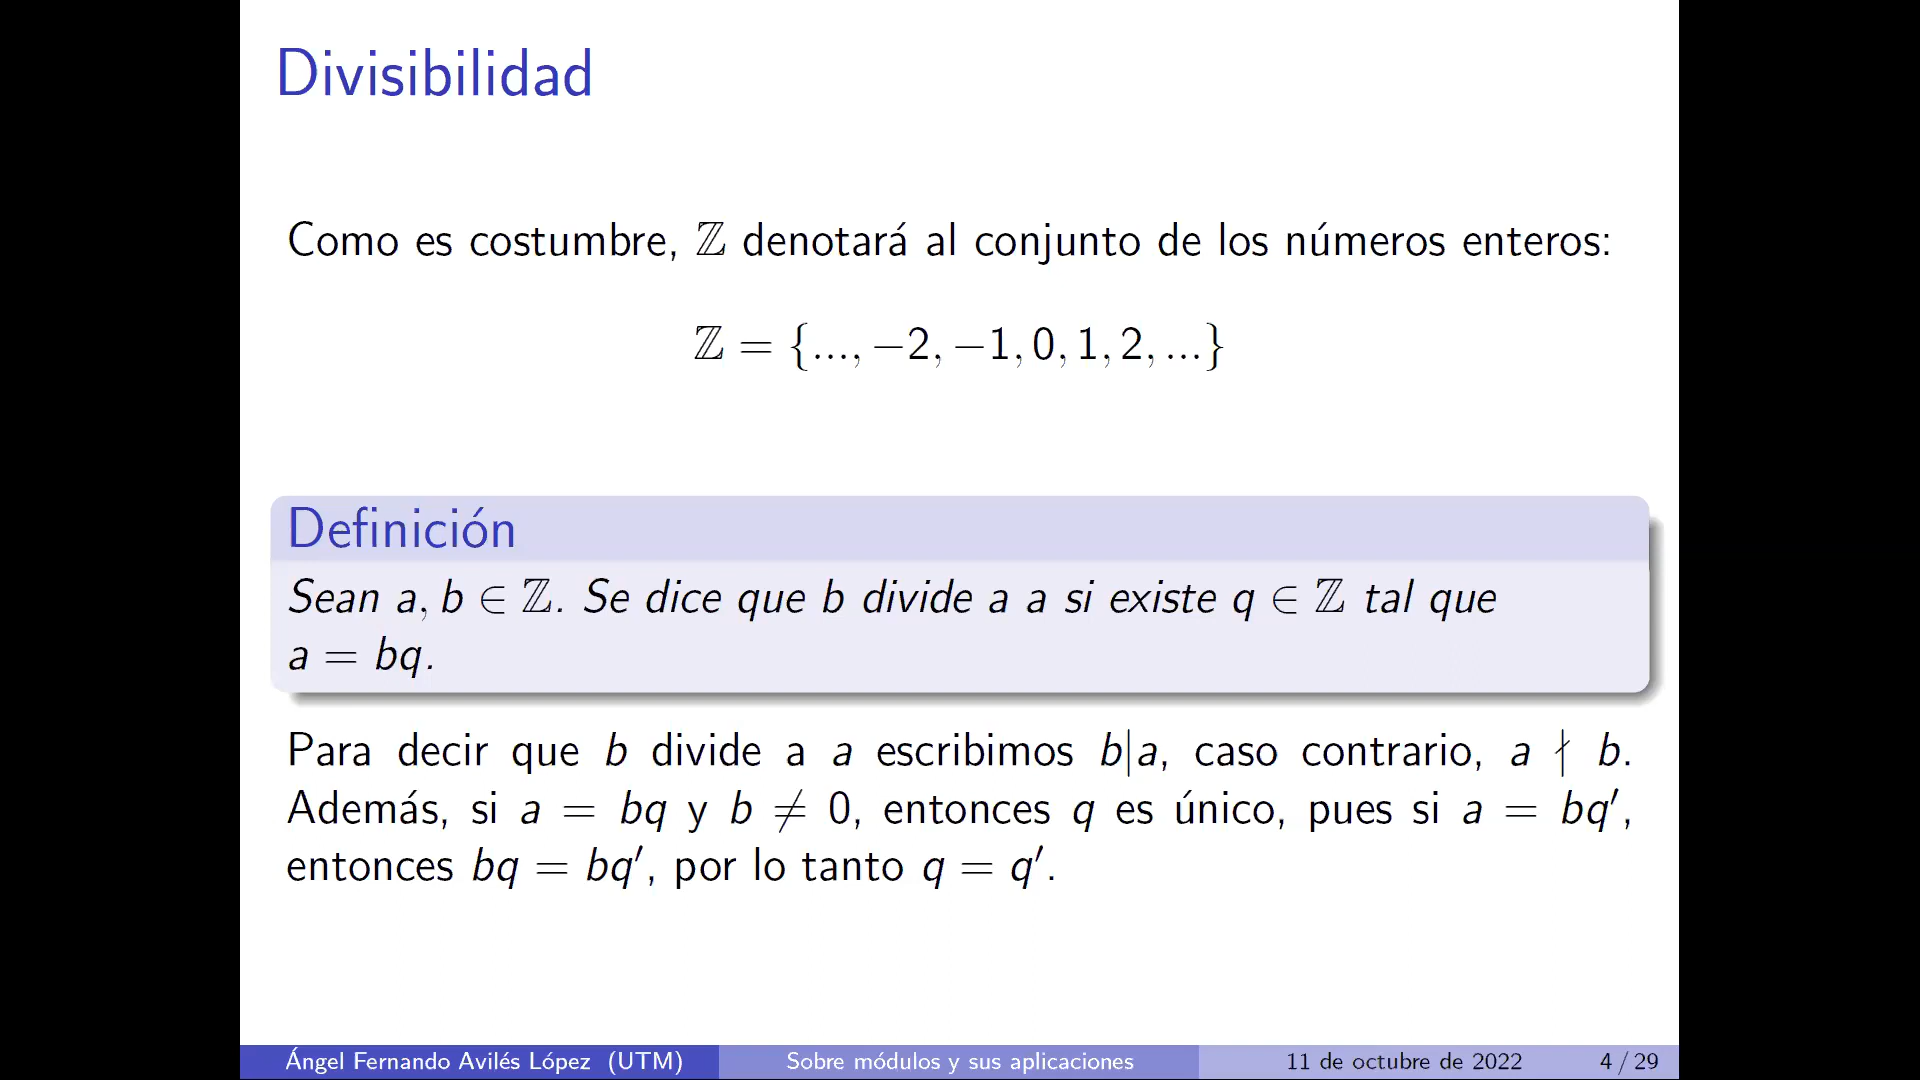 Divisibilidad
Como es costumbre, ℤ denotará al conjunto de los números enteros:
ℤ = {..., −2, −1, 0, 1, 2, ...}
Definición
Sean a, b ∈ ℤ. Se dice que b divide a a si existe q ∈ ℤ tal que
a = bq.
Para decir que b divide a a escribimos b|a, caso contrario, a ∤ b.
Además, si a = bq y b ≠ 0, entonces q es único, pues si a = bq′,
entonces bq = bq′, por lo tanto q = q′.
Ángel Fernando Avilés López (UTM) Sobre módulos y sus aplicaciones 11 de octubre de 2022 4 / 29